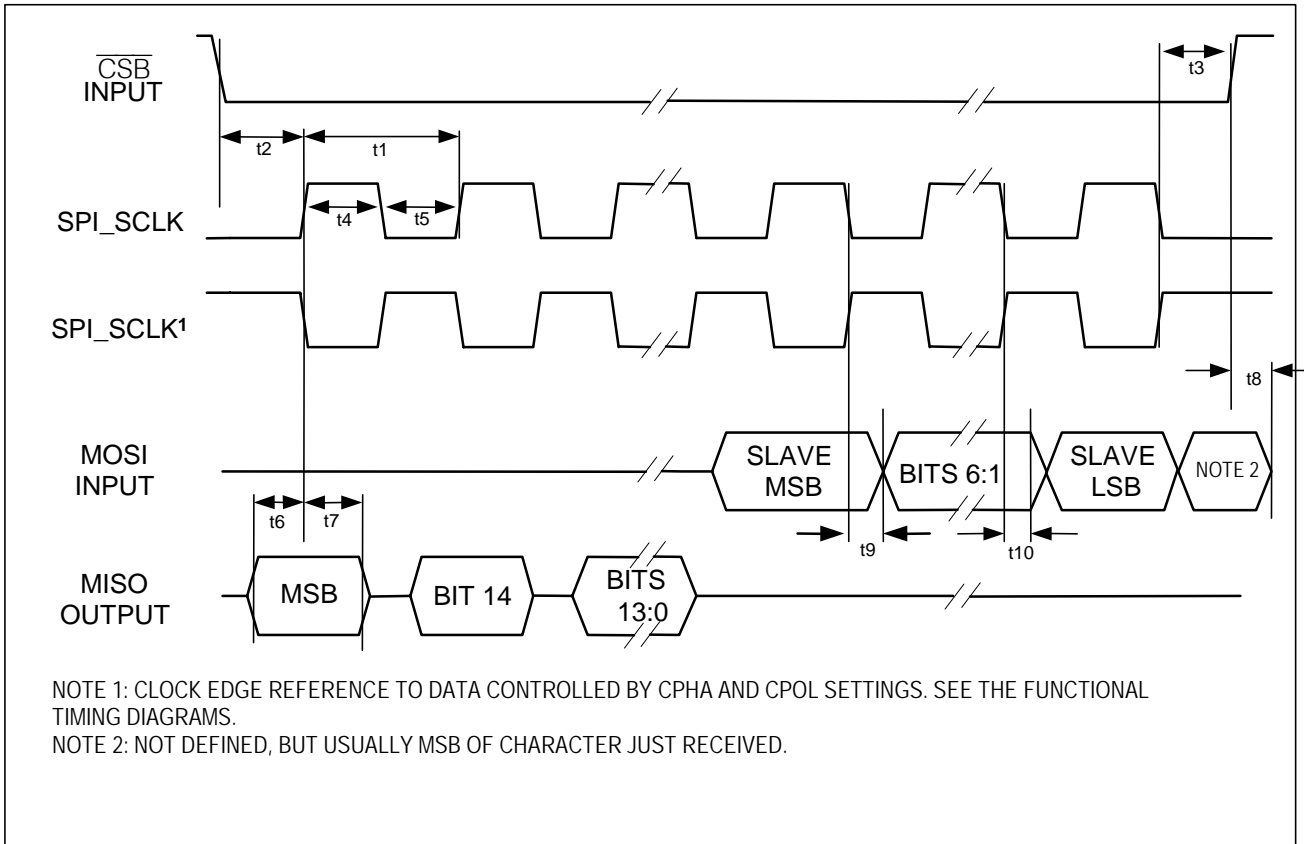 CSB
INPUT
t3
t2
t1
t4
t5
SPI_SCLK
SPI_SCLK¹
t8
MOSI
INPUT
SLAVE
MSB
BITS 6:1
SLAVE
LSB
NOTE 2
t6
t7
t9
t10
MISO
OUTPUT
MSB
BIT 14
BITS
13:0
NOTE 1: CLOCK EDGE REFERENCE TO DATA CONTROLLED BY CPHA AND CPOL SETTINGS. SEE THE FUNCTIONAL
TIMING DIAGRAMS.
NOTE 2: NOT DEFINED, BUT USUALLY MSB OF CHARACTER JUST RECEIVED.